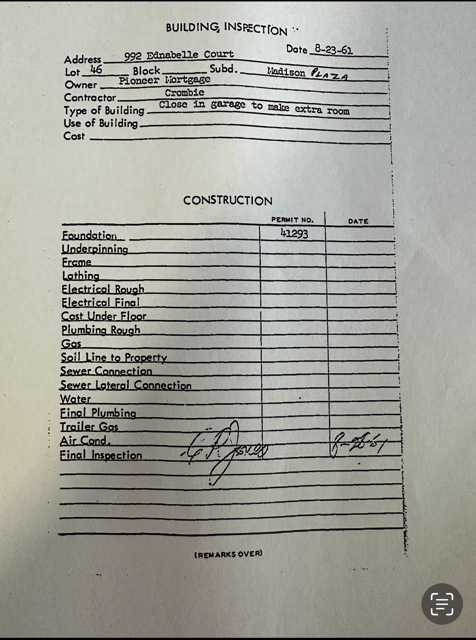 BUILDING INSPECTION
Address 992 Ednabelle Court Date 8-23-61
Lot 46 Block Subd. Madison PLAZA
Owner Pioneer Mortgage
Contractor Crombie
Type of Building Close in garage to make extra room
Use of Building
Cost
CONSTRUCTION
PERMIT NO. DATE
Foundation 41293
Underpinning
Frame
Lathing
Electrical Rough
Electrical Final
Cost Under Floor
Plumbing Rough
Gas
Soil Line to Property
Sewer Connection
Sewer Lateral Connection
Water
Final Plumbing
Trailer Gas
Air Cond.
Final Inspection Jones
(REMARKS OVER)